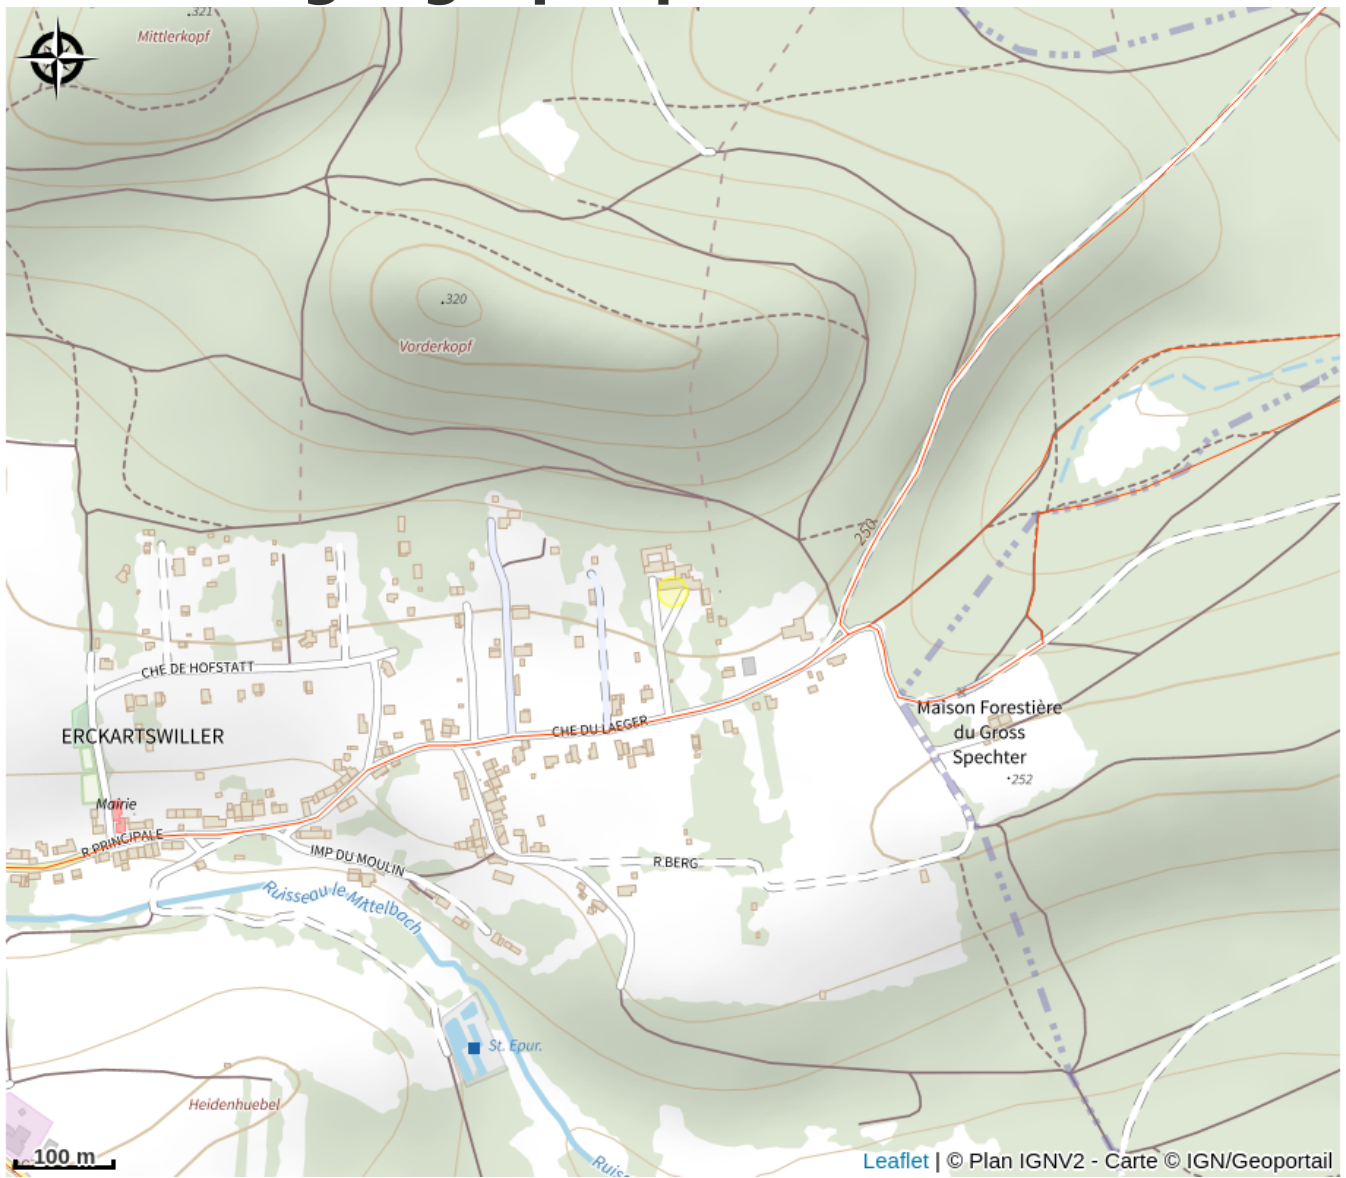 321
Mittlerkopf
320
Vorderkopf
250
CHE DE HOFSTATT
CHE DU LAEGER
Maison Forestière
du Gross
Spechter
252
ERCKARTSWILLER
Mairie
R PRINCIPALE
IMP DU MOULIN
R BERG
Ruisseau le Mittelbach
St. Epur.
Heidenhuebel
100 m
Leaflet | © Plan IGNV2 - Carte © IGN/Geoportail